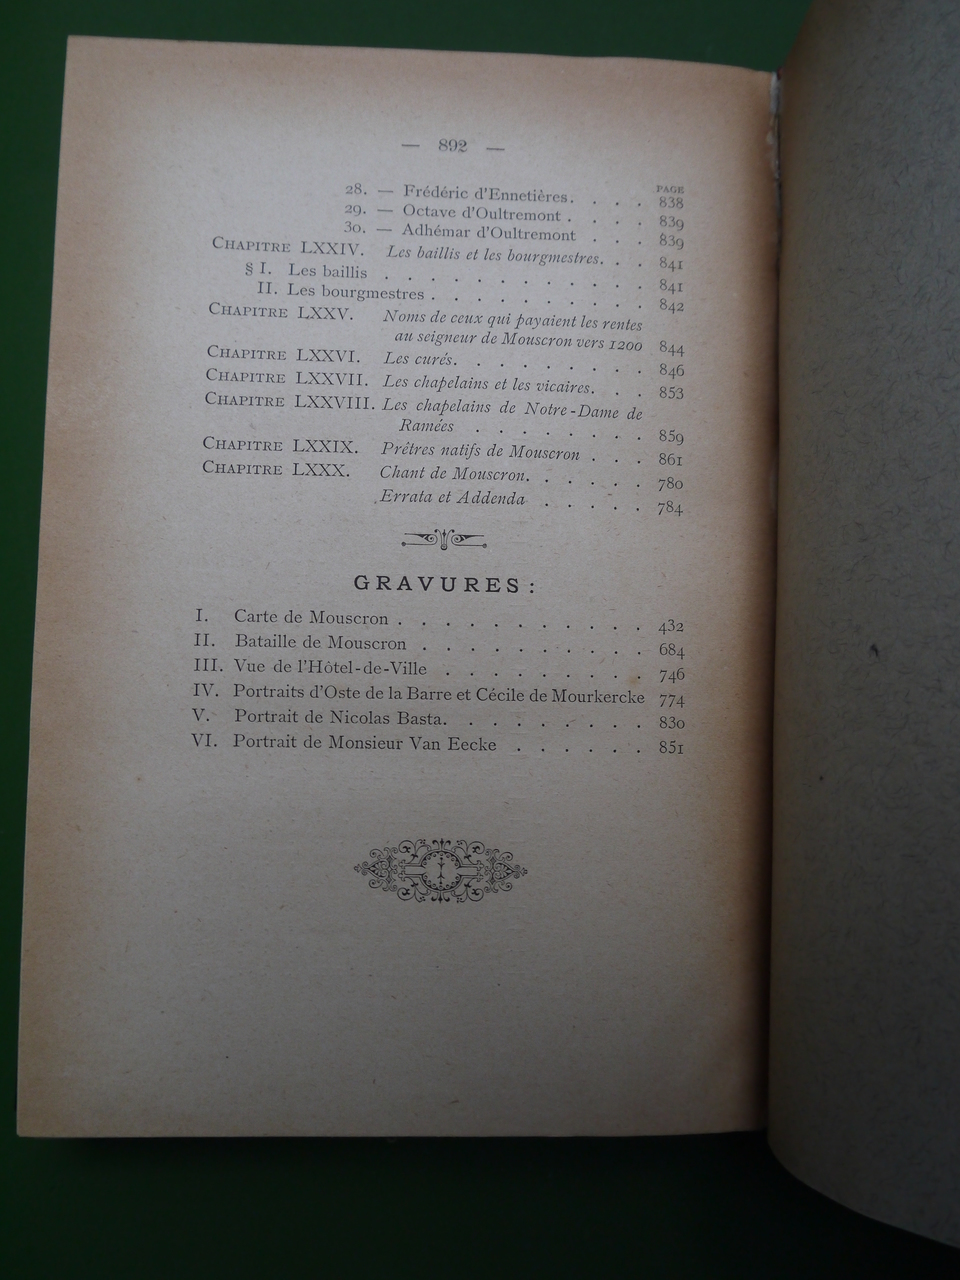 — 892 —
PAGE
28. — Frédéric d'Ennetières. . . . 838
29. — Octave d'Oultremont . . . . 839
30. — Adhémar d'Oultremont . . . 839
CHAPITRE LXXIV. Les baillis et les bourgmestres. . . 841
§ I. Les baillis . . . . . . . . . . . . 841
II. Les bourgmestres . . . . . . . . . . 842
CHAPITRE LXXV. Noms de ceux qui payaient les rentes
au seigneur de Mouscron vers 1200 844
CHAPITRE LXXVI. Les curés. . . . . . . . . 846
CHAPITRE LXXVII. Les chapelains et les vicaires. . . 853
CHAPITRE LXXVIII. Les chapelains de Notre-Dame de
Ramées . . . . . . . . 859
CHAPITRE LXXIX. Prêtres natifs de Mouscron . . . 861
CHAPITRE LXXX. Chant de Mouscron. . . . . . 780
Errata et Addenda . . . . . 784
GRAVURES :
I. Carte de Mouscron . . . . . . . . . . . 432
II. Bataille de Mouscron . . . . . . . . . . 684
III. Vue de l'Hôtel-de-Ville . . . . . . . . . 746
IV. Portraits d'Oste de la Barre et Cécile de Mourkercke 774
V. Portrait de Nicolas Basta. . . . . . . . . 830
VI. Portrait de Monsieur Van Eecke . . . . . . 851